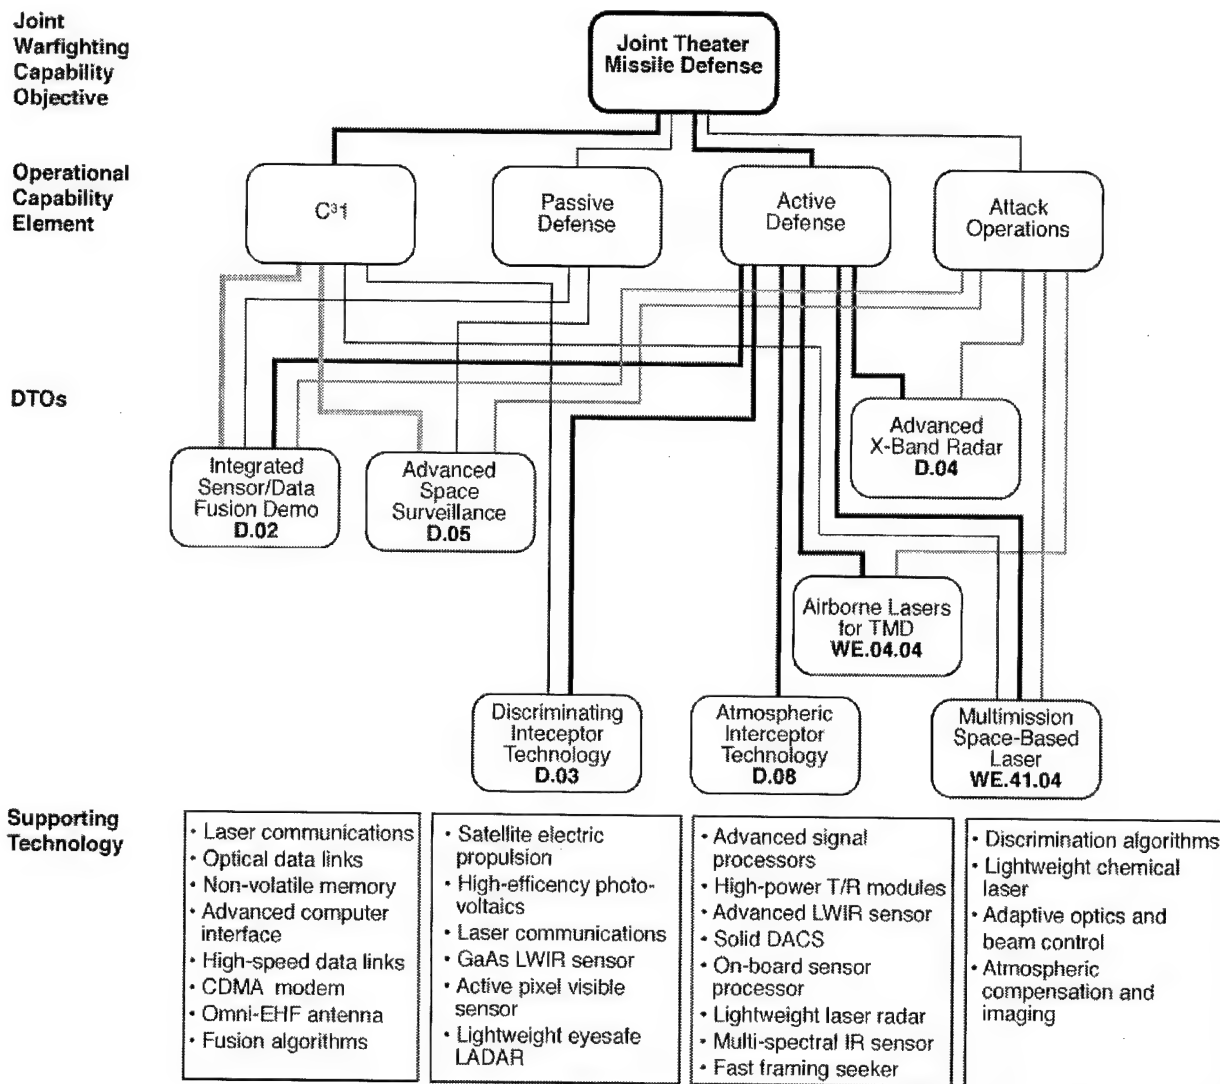 Joint
Warfighting
Capability
Objective
Joint Theater
Missile Defense
Operational
Capability
Element
C³1
Passive
Defense
Active
Defense
Attack
Operations
DTOs
Integrated
Sensor/Data
Fusion Demo
D.02
Advanced
Space
Surveillance
D.05
Advanced
X-Band Radar
D.04
Airborne Lasers
for TMD
WE.04.04
Discriminating
Inteceptor
Technology
D.03
Atmospheric
Interceptor
Technology
D.08
Multimission
Space-Based
Laser
WE.41.04
Supporting
Technology
• Laser communications
• Optical data links
• Non-volatile memory
• Advanced computer
interface
• High-speed data links
• CDMA modem
• Omni-EHF antenna
• Fusion algorithms
• Satellite electric
propulsion
• High-efficency photo-
voltaics
• Laser communications
• GaAs LWIR sensor
• Active pixel visible
sensor
• Lightweight eyesafe
LADAR
• Advanced signal
processors
• High-power T/R modules
• Advanced LWIR sensor
• Solid DACS
• On-board sensor
processor
• Lightweight laser radar
• Multi-spectral IR sensor
• Fast framing seeker
• Discrimination algorithms
• Lightweight chemical
laser
• Adaptive optics and
beam control
• Atmospheric
compensation and
imaging